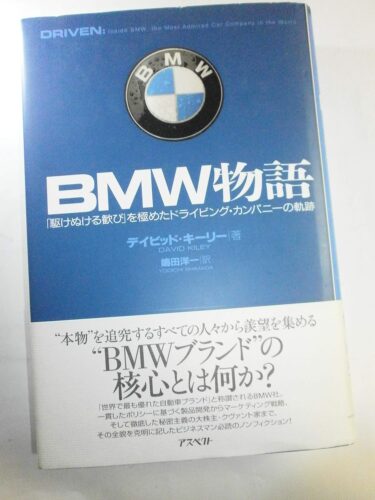 DRIVEN: Inside BMW, the Most Admired Car Company in the World
BMW
BMW物語
「駆けぬける歓び」を極めたドライビング・カンパニーの軌跡
デイビッド・キーリー 著
DAVID KILEY
嶋田洋一 訳
YOICHI SHIMADA
“本物”を追究するすべての人々から羨望を集める
“BMWブランド”の
核心とは何か?
「世界で最も優れた自動車ブランド」と称讃されるBMW社。
一貫したポリシーに基づく製品開発からマーケティング戦略、
そして徹底した秘密主義の大株主・クヴァント家まで、
その全貌を克明に記したビジネスマン必読のノンフィクション!
アスペクト